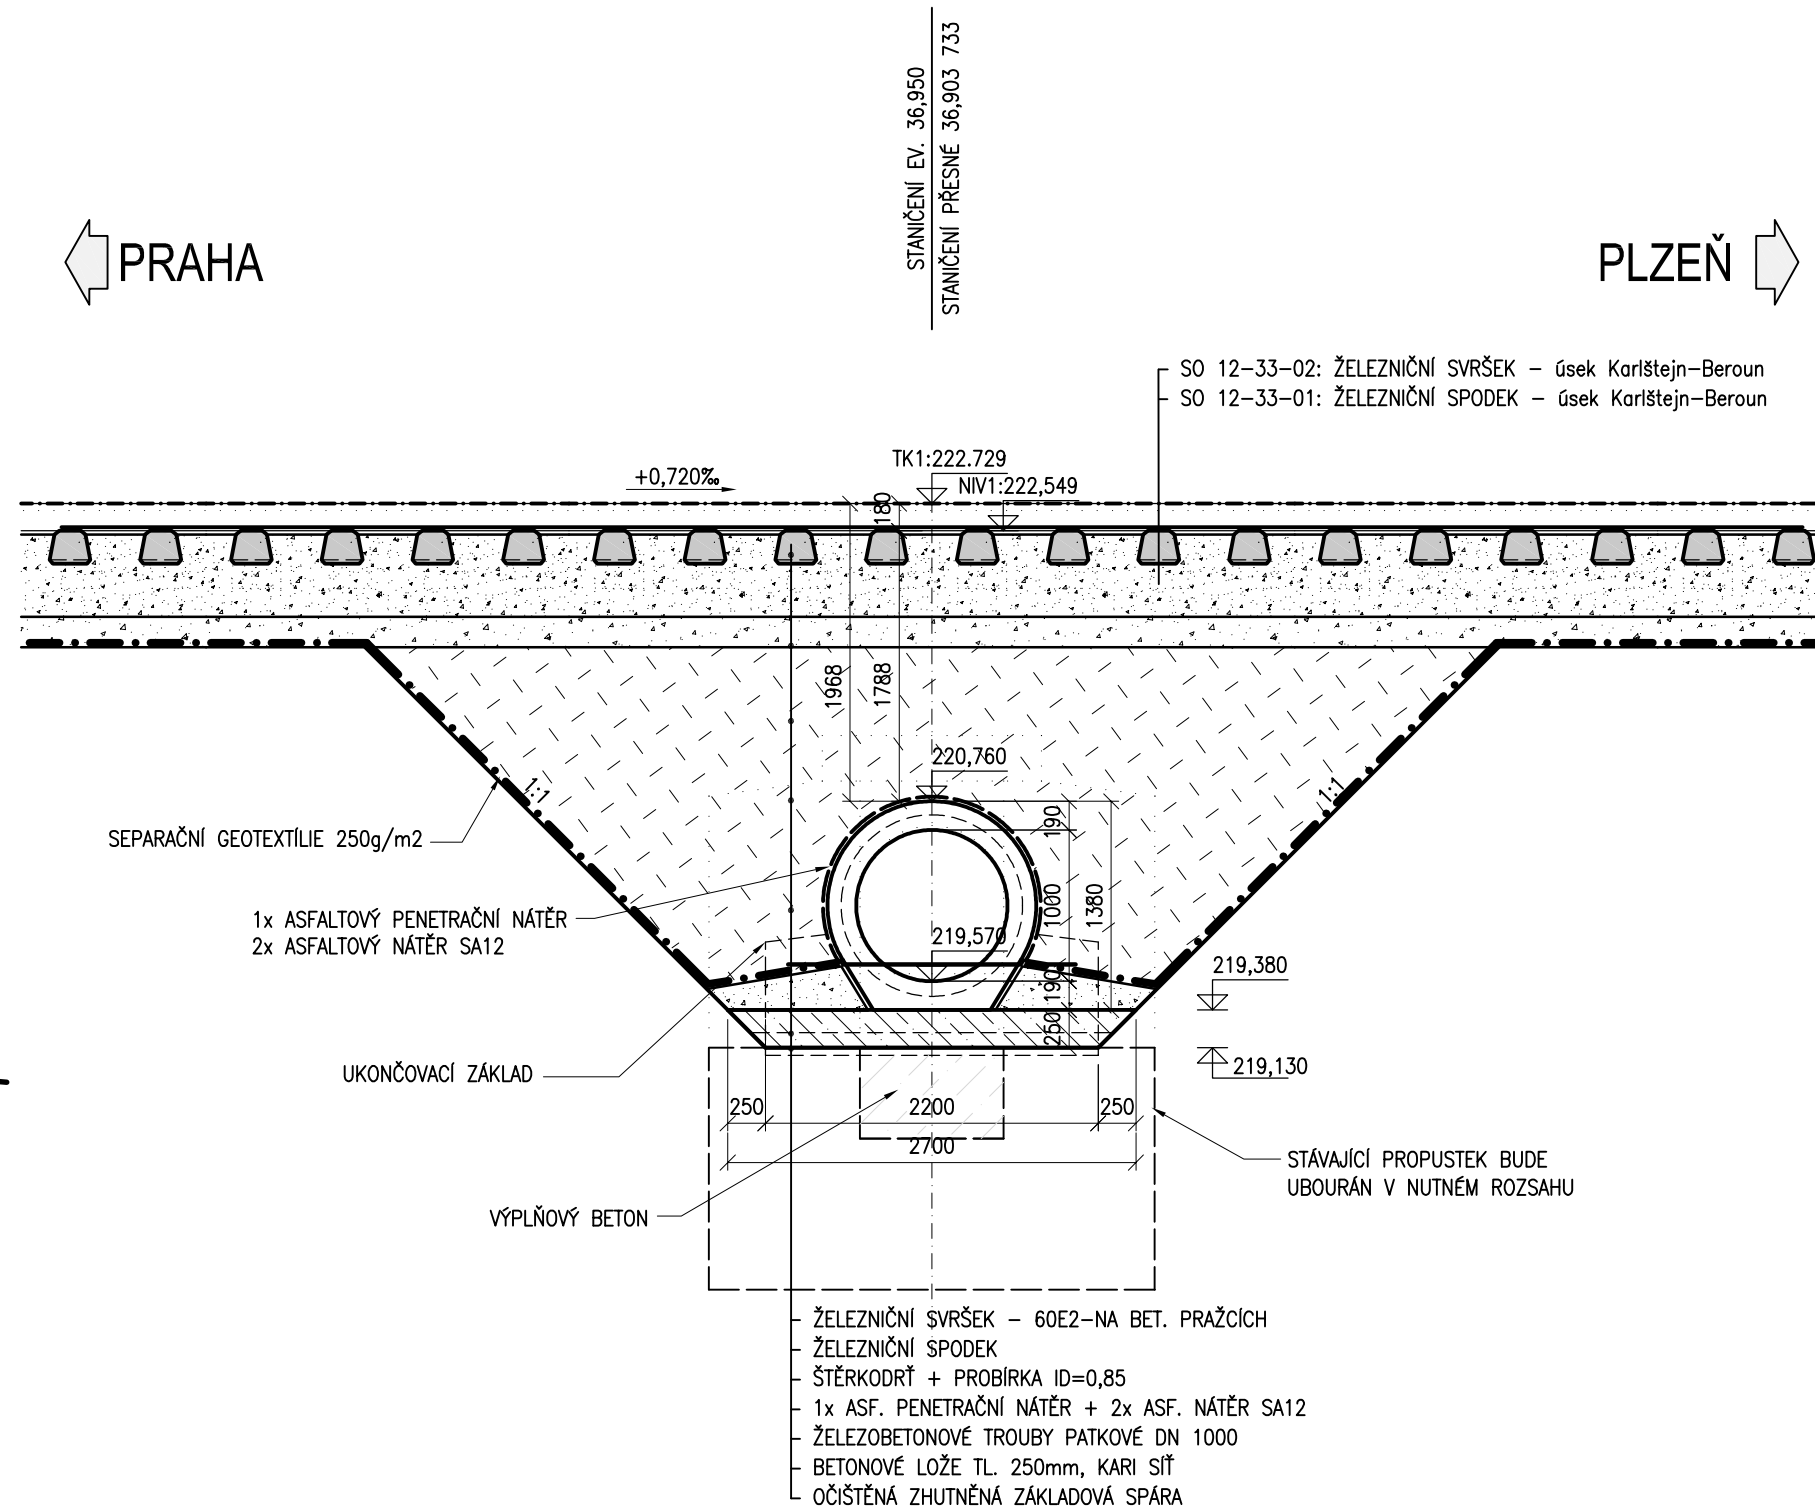 STANIČENÍ EV. 36,950
STANIČENÍ PŘESNÉ 36,903 733
PRAHA
PLZEŇ
SO 12-33-02: ŽELEZNIČNÍ SVRŠEK - úsek Karlštejn-Beroun
SO 12-33-01: ŽELEZNIČNÍ SPODEK - úsek Karlštejn-Beroun
TK1:222.729
+0,720‰
NIV1:222,549
180
1968
1788
220,760
1:1
1:1
190
SEPARAČNÍ GEOTEXTÍLIE 250g/m2
1000
1380
1x ASFALTOVÝ PENETRAČNÍ NÁTĚR
2x ASFALTOVÝ NÁTĚR SA12
219,570
219,380
190
250
219,130
UKONČOVACÍ ZÁKLAD
250
2200
250
2700
STÁVAJÍCÍ PROPUSTEK BUDE
UBOURÁN V NUTNÉM ROZSAHU
VÝPLŇOVÝ BETON
ŽELEZNIČNÍ SVRŠEK - 60E2-NA BET. PRAŽCÍCH
ŽELEZNIČNÍ SPODEK
ŠTĚRKODRŤ + PROBÍRKA ID=0,85
1x ASF. PENETRAČNÍ NÁTĚR + 2x ASF. NÁTĚR SA12
ŽELEZOBETONOVÉ TROUBY PATKOVÉ DN 1000
BETONOVÉ LOŽE TL. 250mm, KARI SÍŤ
OČIŠTĚNÁ ZHUTNĚNÁ ZÁKLADOVÁ SPÁRA